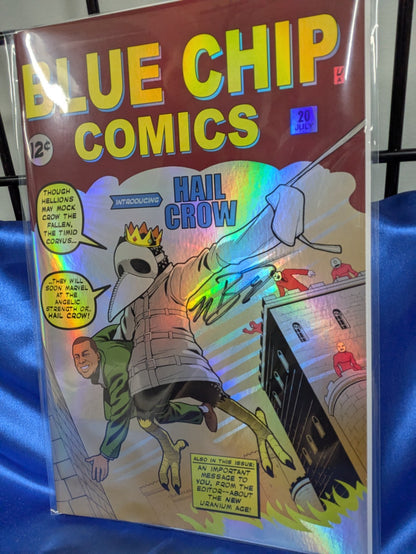 BLUE CHIP
COMICS
12¢
20
JULY
INTRODUCING
HAIL
CROW
THOUGH
HELLIONS
MAY MOCK
CROW THE
FALLEN,
THE TIMID
CORVUS...
...THEY WILL
SOON MARVEL
AT THE
ANGELIC
STRENGTH OF...
HAIL CROW!
ALSO IN THIS ISSUE:
AN IMPORTANT
MESSAGE TO
YOU, FROM THE
EDITOR--ABOUT
THE NEW
URANIUM AGE!